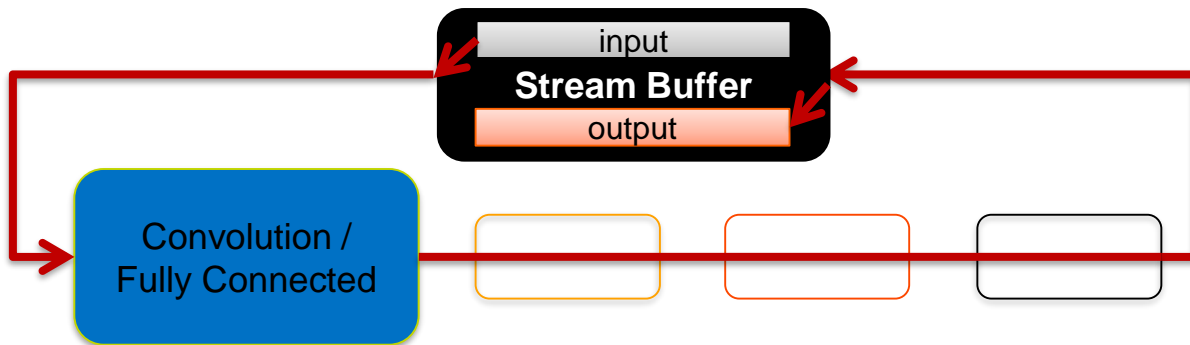 input
Stream Buffer
output
Convolution /
Fully Connected